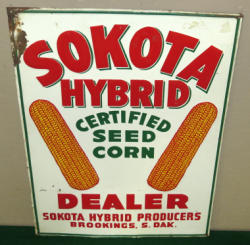 SOKOTA
HYBRID
CERTIFIED
SEED
CORN
DEALER
SOKOTA HYBRID PRODUCERS
BROOKINGS, S. DAK.